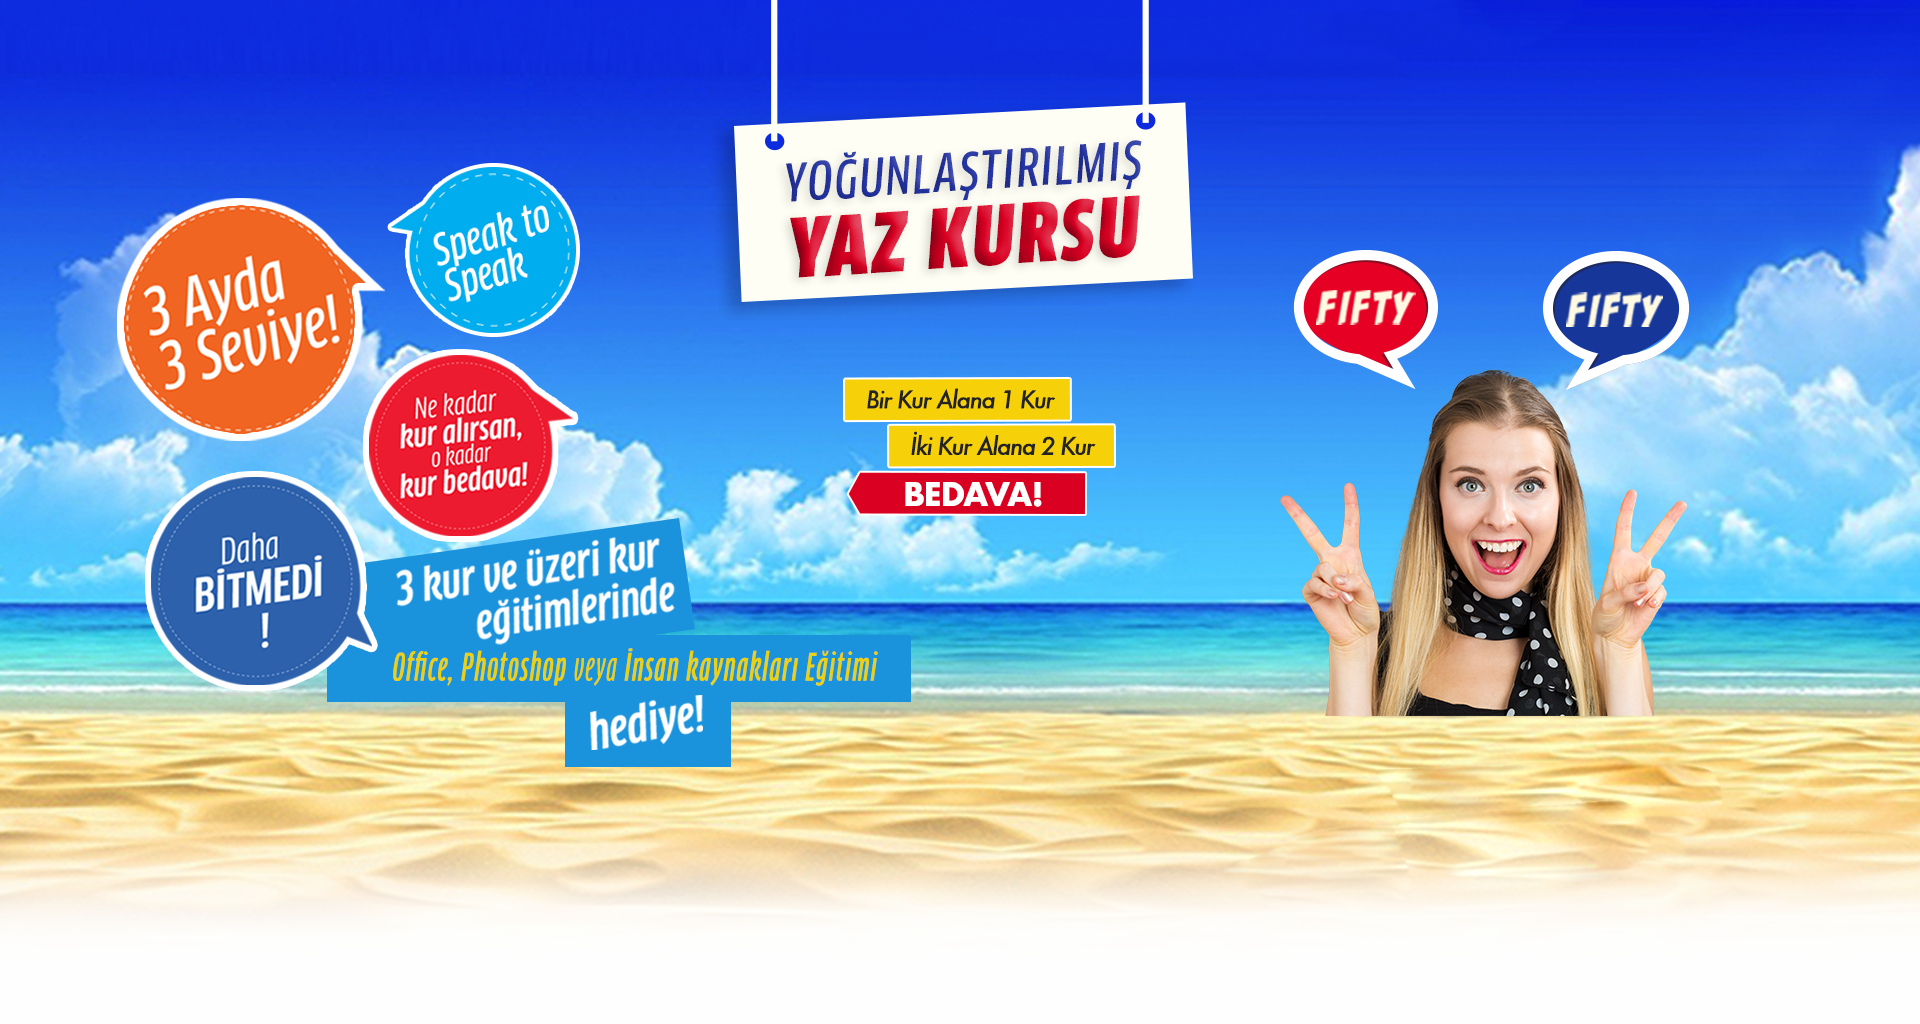 YOĞUNLAŞTIRILMIŞ
YAZ KURSU
3 Ayda
3 Seviye!
Speak to
Speak
Ne kadar
kur alırsan,
o kadar
kur bedava!
Daha
BİTMEDİ
!
3 kur ve üzeri kur
eğitimlerinde
Office, Photoshop veya İnsan kaynakları Eğitimi
hediye!
Bir Kur Alana 1 Kur
İki Kur Alana 2 Kur
BEDAVA!
FIFTY
FIFTY